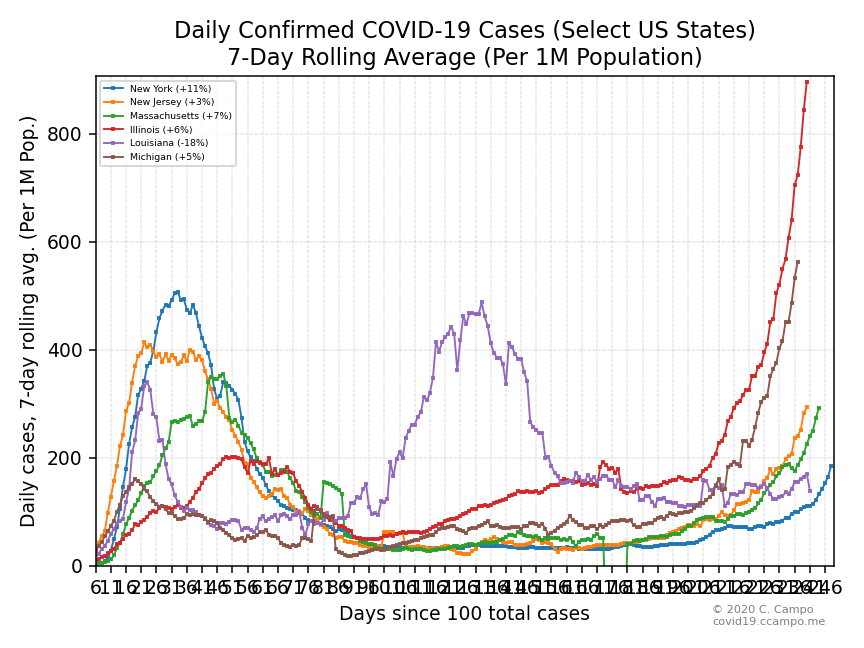 Daily Confirmed COVID-19 Cases (Select US States)
7-Day Rolling Average (Per 1M Population)
New York (+11%)
New Jersey (+3%)
Massachusetts (+7%)
Illinois (+6%)
Louisiana (-18%)
Michigan (+5%)
Daily cases, 7-day rolling avg. (Per 1M Pop.)
800
600
400
200
0
Days since 100 total cases
© 2020 C. Campo
covid19.ccampo.me